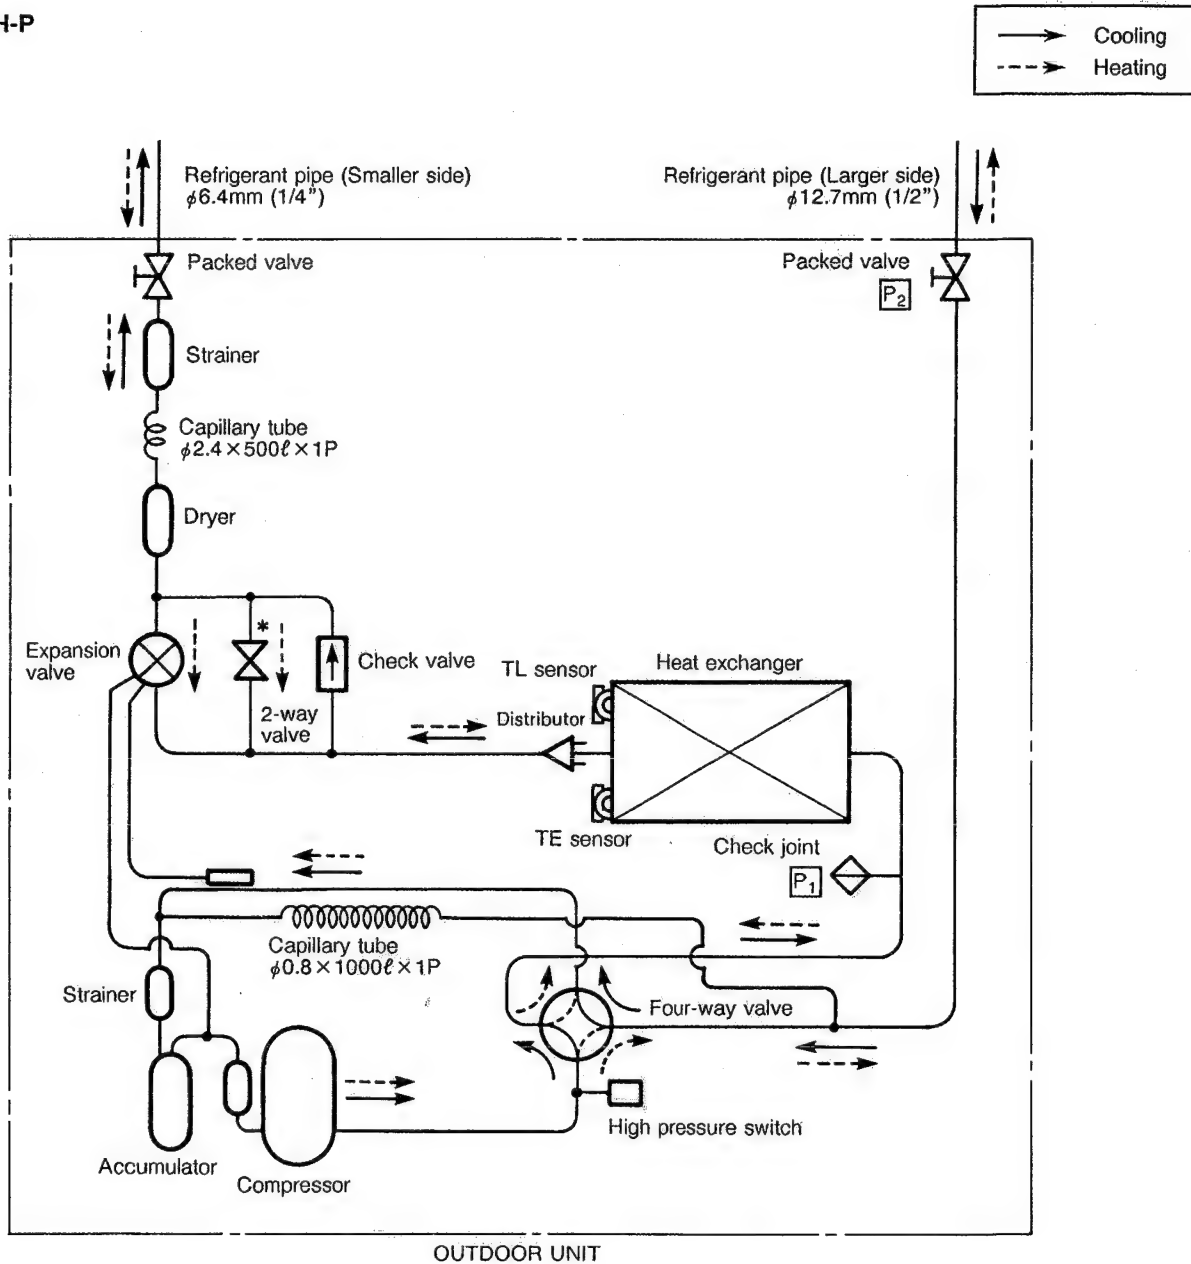 H-P
Cooling
Heating
Refrigerant pipe (Smaller side)
φ6.4mm (1/4")
Refrigerant pipe (Larger side)
φ12.7mm (1/2")
Packed valve
Packed valve
P2
Strainer
Capillary tube
φ2.4×500ℓ×1P
Dryer
Expansion
valve
*
Check valve
2-way
valve
TL sensor
Heat exchanger
Distributor
TE sensor
Check joint
P1
Capillary tube
φ0.8×1000ℓ×1P
Strainer
Four-way valve
High pressure switch
Accumulator
Compressor
OUTDOOR UNIT